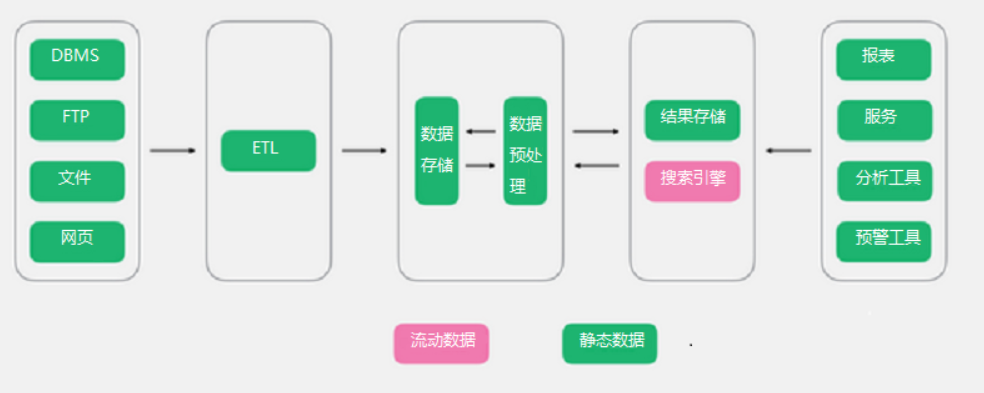 DBMS
FTP
文件
网页
ETL
数据
存储
数据
预处
理
结果存储
搜索引擎
报表
服务
分析工具
预警工具
流动数据
静态数据
.